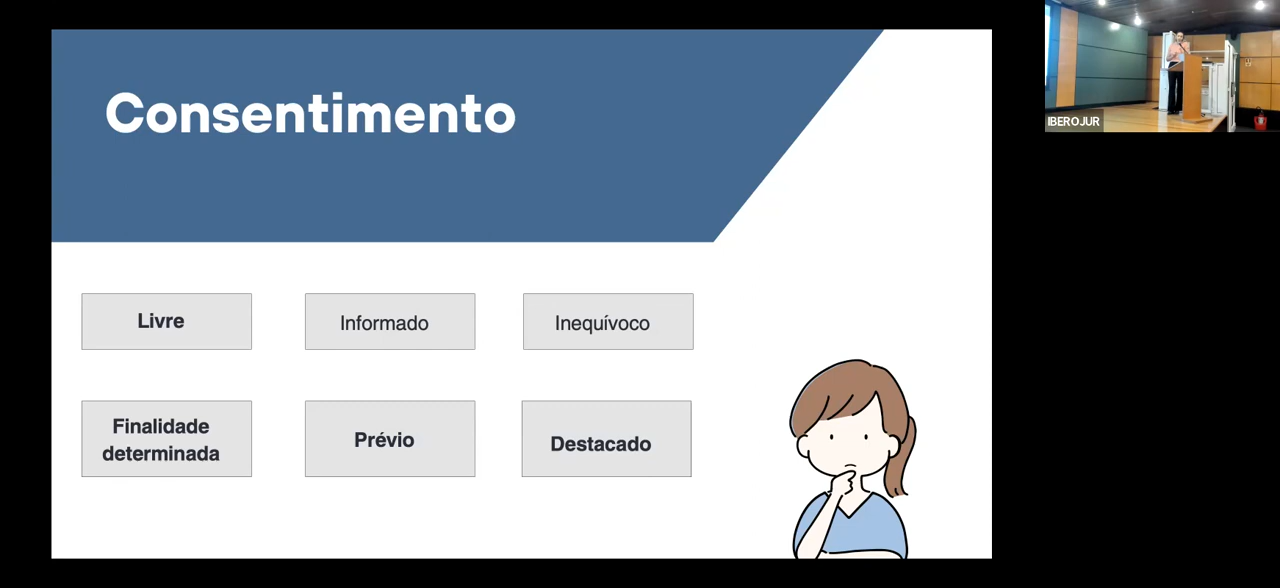 Consentimento
Livre
Informado
Inequívoco
Finalidade
determinada
Prévio
Destacado
IBEROJUR